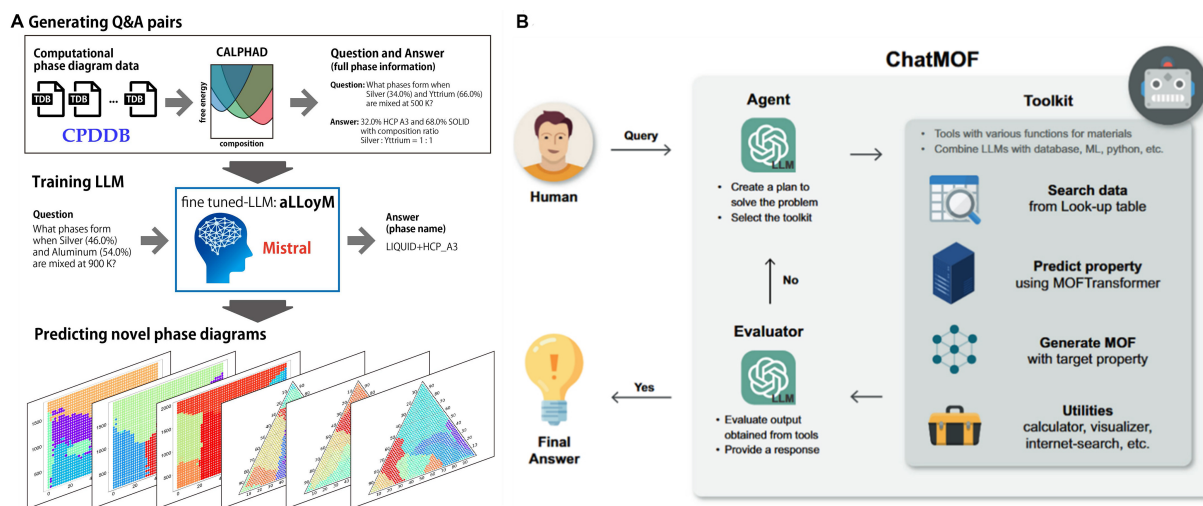 A Generating Q&A pairs
Computational
phase diagram data
TDB TDB ... TDB
CPDDB
CALPHAD
free energy
composition
Question and Answer
(full phase information)
Question: What phases form when
Silver (34.0%) and Yttrium (66.0%)
are mixed at 500 K?
Answer: 32.0% HCP A3 and 68.0% SOLID
with composition ratio
Silver : Yttrium = 1 : 1
Training LLM
Question
What phases form
when Silver (46.0%)
and Aluminum (54.0%)
are mixed at 900 K?
fine tuned-LLM: aLLoyM
Mistral
Answer
(phase name)
LIQUID+HCP_A3
Predicting novel phase diagrams
B
ChatMOF
Human
Query
Agent
LLM
• Create a plan to
solve the problem
• Select the toolkit
No
Evaluator
LLM
• Evaluate output
obtained from tools
• Provide a response
Yes
Final
Answer
Toolkit
• Tools with various functions for materials
• Combine LLMs with database, ML, python, etc.
Search data
from Look-up table
Predict property
using MOFTransformer
Generate MOF
with target property
Utilities
calculator, visualizer,
internet-search, etc.